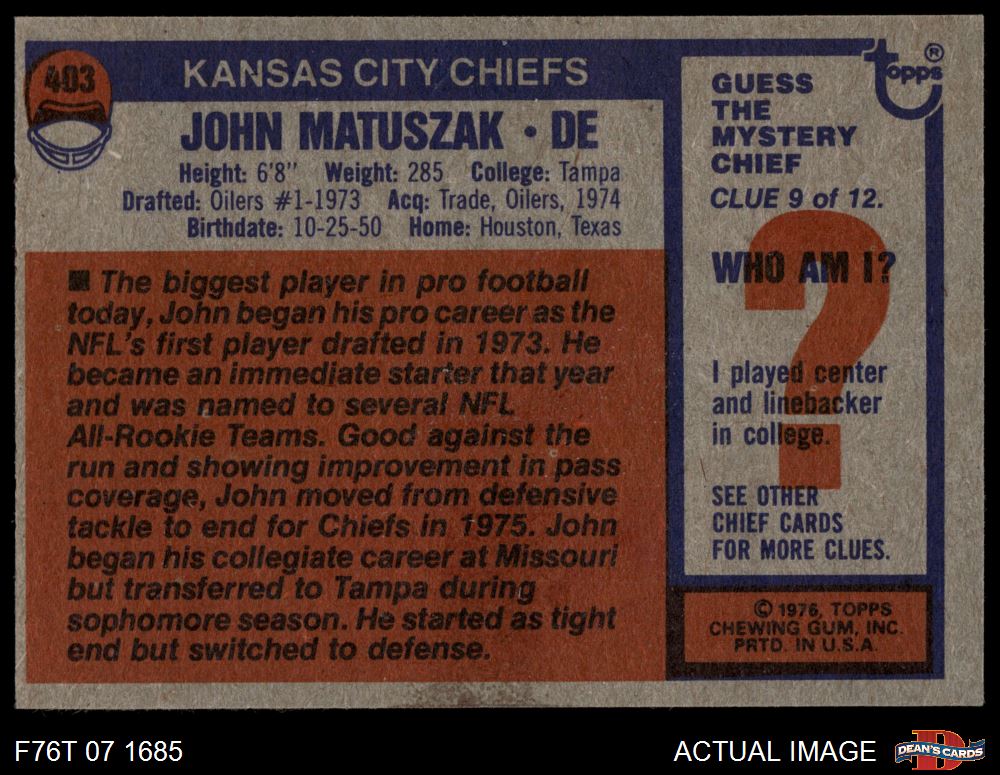 403
KANSAS CITY CHIEFS
JOHN MATUSZAK • DE
Height: 6'8" Weight: 285 College: Tampa
Drafted: Oilers #1-1973 Acq: Trade, Oilers, 1974
Birthdate: 10-25-50 Home: Houston, Texas
■ The biggest player in pro football
today, John began his pro career as the
NFL's first player drafted in 1973. He
became an immediate starter that year
and was named to several NFL
All-Rookie Teams. Good against the
run and showing improvement in pass
coverage, John moved from defensive
tackle to end for Chiefs in 1975. John
began his collegiate career at Missouri
but transferred to Tampa during
sophomore season. He started as tight
end but switched to defense.
Topps ®
GUESS
THE
MYSTERY
CHIEF
CLUE 9 of 12.
WHO AM I?
?
I played center
and linebacker
in college.
SEE OTHER
CHIEF CARDS
FOR MORE CLUES.
© 1976, TOPPS
CHEWING GUM, INC.
PRTD. IN U.S.A.
F76T 07 1685
ACTUAL IMAGE
D
DEAN'S CARDS